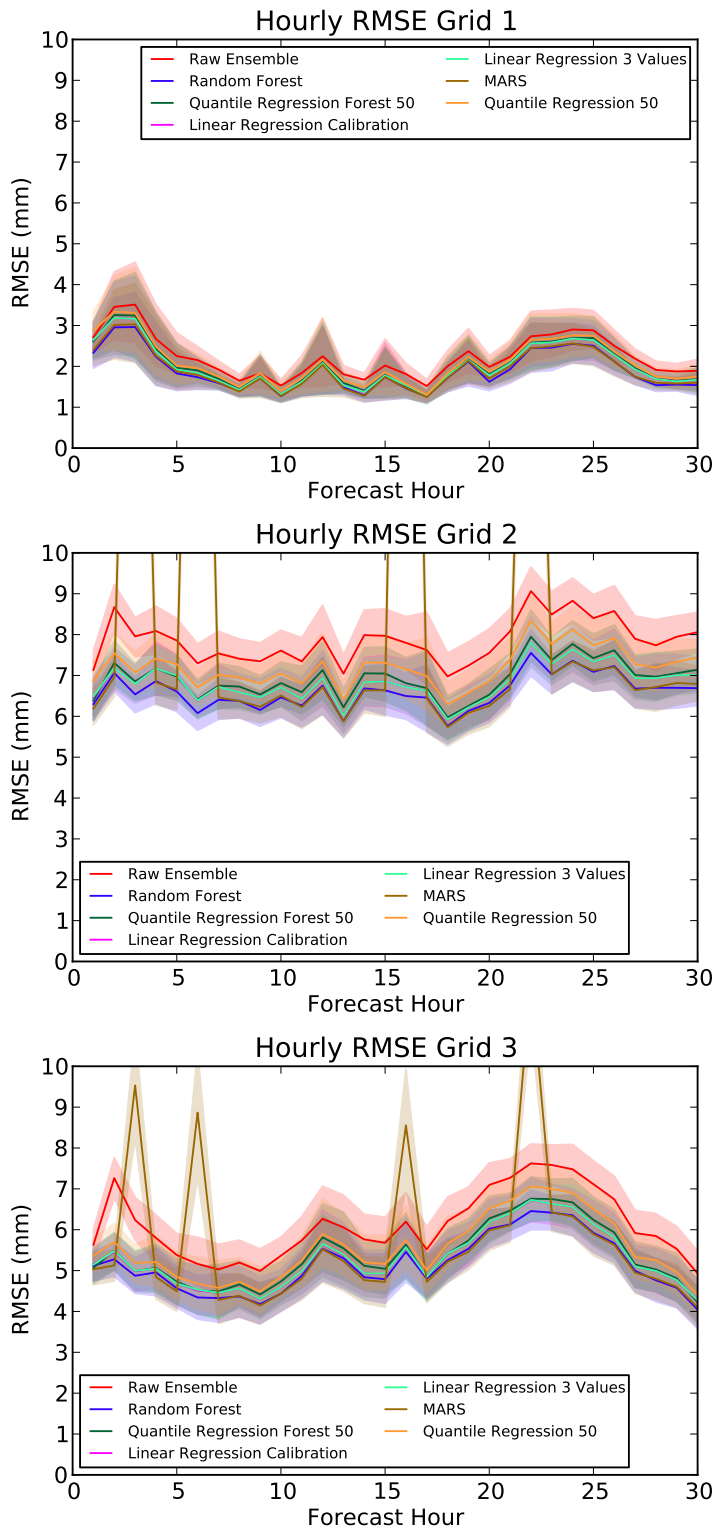 Hourly RMSE Grid 1
10
9
8
7
6
5
4
3
2
1
0
RMSE (mm)
Raw Ensemble
Random Forest
Quantile Regression Forest 50
Linear Regression Calibration
Linear Regression 3 Values
MARS
Quantile Regression 50
0 5 10 15 20 25 30
Forecast Hour
Hourly RMSE Grid 2
10
9
8
7
6
5
4
3
2
1
0
RMSE (mm)
Raw Ensemble
Random Forest
Quantile Regression Forest 50
Linear Regression Calibration
Linear Regression 3 Values
MARS
Quantile Regression 50
0 5 10 15 20 25 30
Forecast Hour
Hourly RMSE Grid 3
10
9
8
7
6
5
4
3
2
1
0
RMSE (mm)
Raw Ensemble
Random Forest
Quantile Regression Forest 50
Linear Regression Calibration
Linear Regression 3 Values
MARS
Quantile Regression 50
0 5 10 15 20 25 30
Forecast Hour